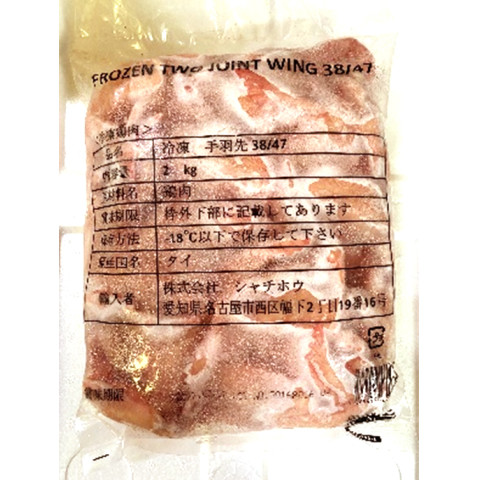 FROZEN TWO JOINT WING 38/47
冷凍鶏肉>
品名 冷凍 手羽先 38/47
内容量 2 kg
原材料名 鶏肉
賞味期限 枠外下部に記載してあります
保存方法 -18℃以下で保存して下さい
原産国名 タイ
輸入者 株式会社 シャチホウ
愛知県名古屋市西区幅下2丁目19番16号
賞味期限